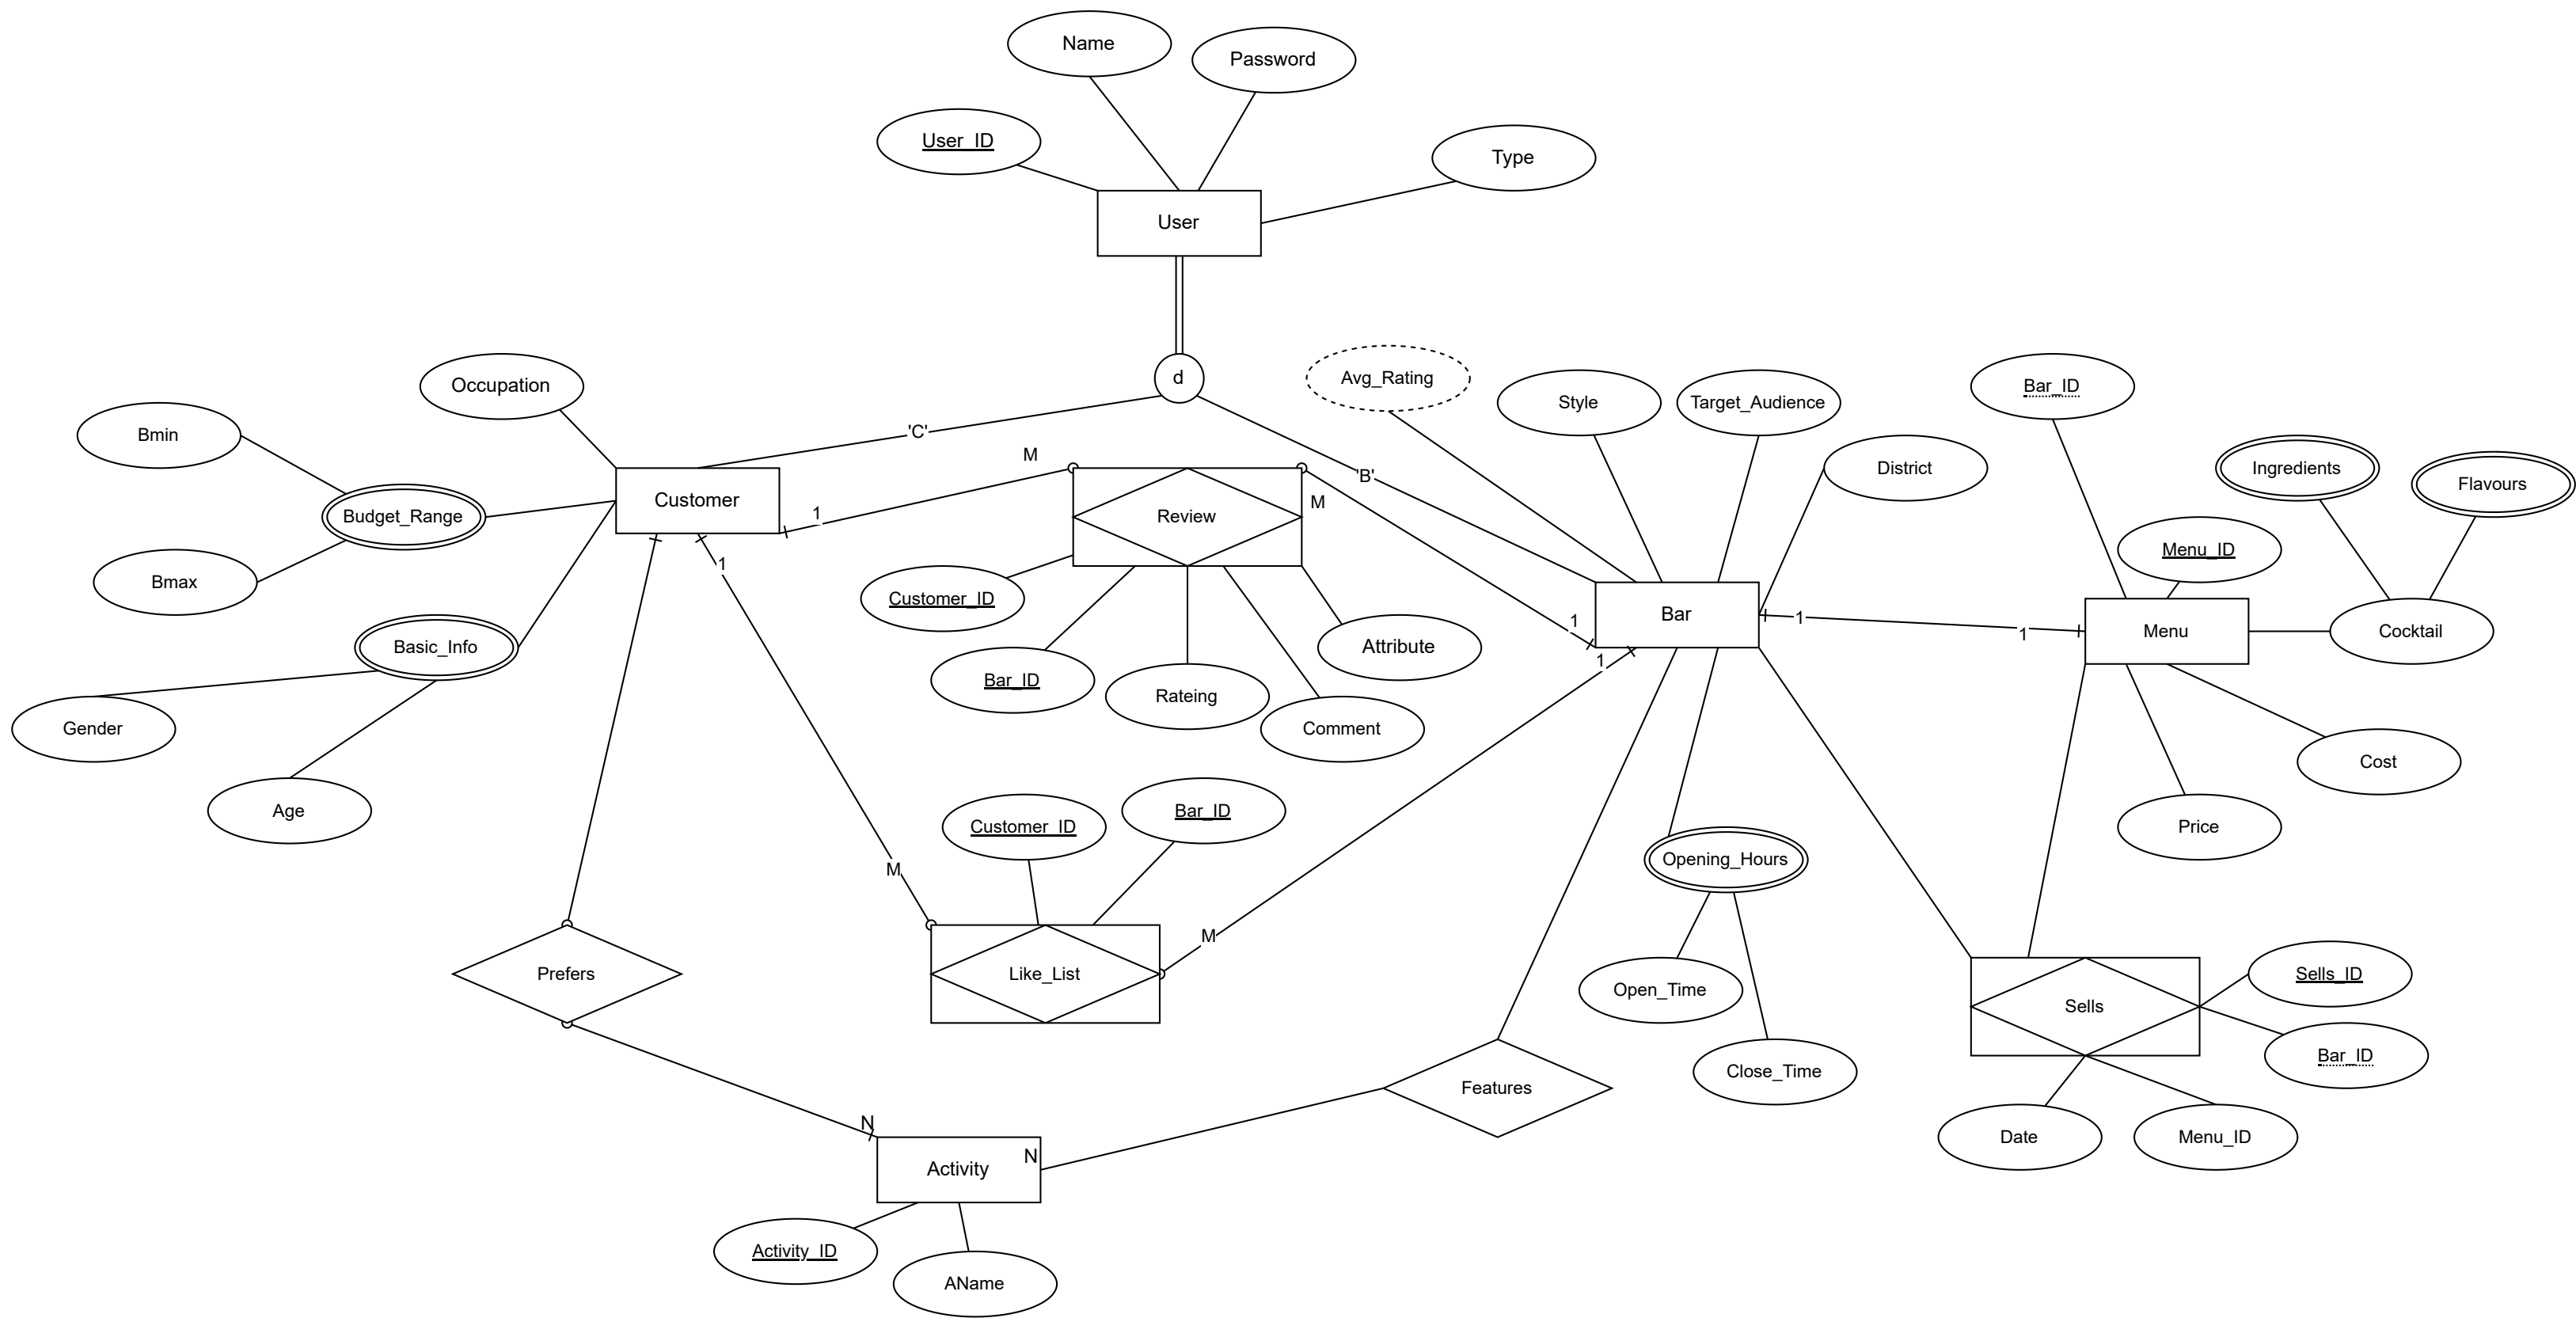 Name
Password
User_ID
Type
User
d
Avg_Rating
Style
Target_Audience
Bar_ID
Occupation
'C'
Bmin
M
'B'
District
Ingredients
Flavours
Customer
Budget_Range
1
Review
M
Menu_ID
1
Bmax
Customer_ID
1
Bar
1
1
Menu
Cocktail
Basic_Info
Attribute
1
Bar_ID
Rateing
Gender
Comment
Cost
Age
Customer_ID
Bar_ID
Price
M
Opening_Hours
M
Prefers
Like_List
Open_Time
Sells_ID
Sells
Bar_ID
Close_Time
Features
N
Date
Menu_ID
Activity
N
Activity_ID
AName